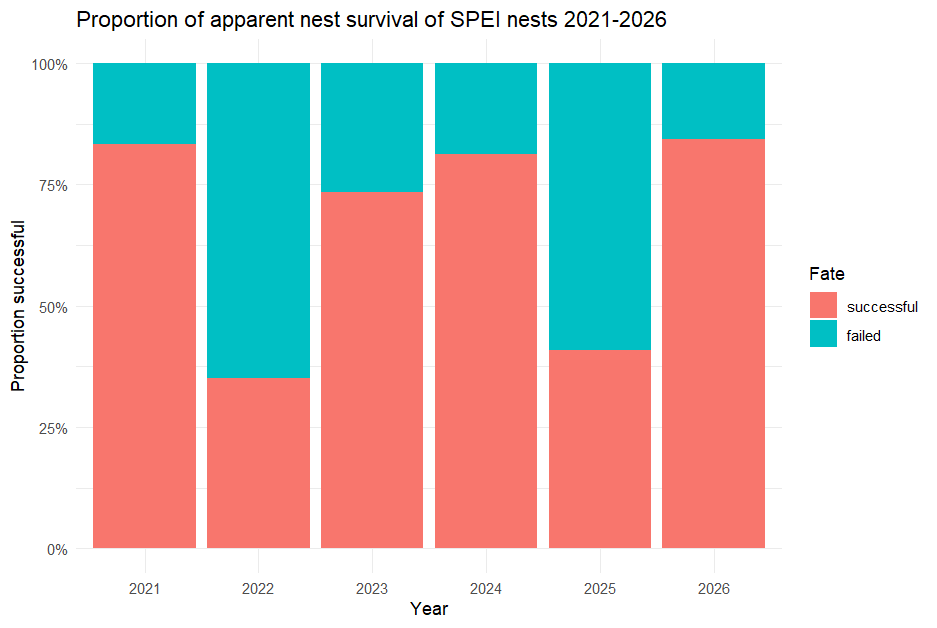 Proportion of apparent nest survival of SPEI nests 2021-2026
100%
75%
50%
25%
0%
Proportion successful
2021 2022 2023 2024 2025 2026
Year
Fate
successful
failed